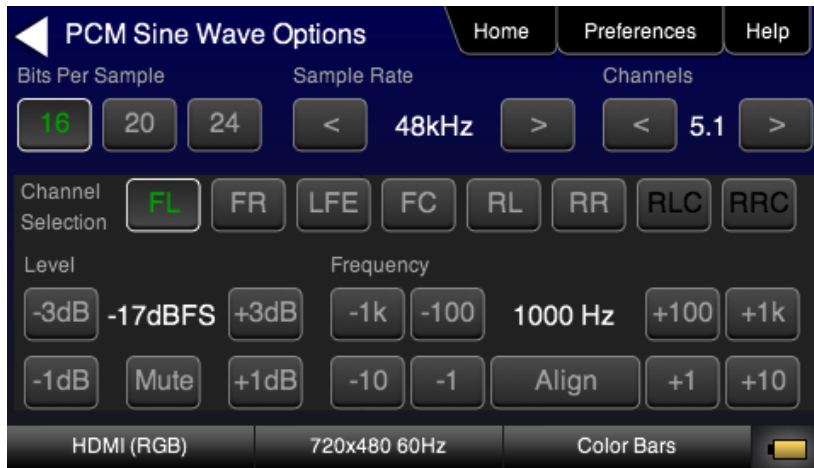 PCM Sine Wave Options
Home
Preferences
Help
Bits Per Sample
Sample Rate
Channels
16
20
24
<
48kHz
>
<
5.1
>
Channel
Selection
FL
FR
LFE
FC
RL
RR
RLC
RRC
Level
Frequency
-3dB
-17dBFS
+3dB
-1k
-100
1000 Hz
+100
+1k
-1dB
Mute
+1dB
-10
-1
Align
+1
+10
HDMI (RGB)
720x480 60Hz
Color Bars